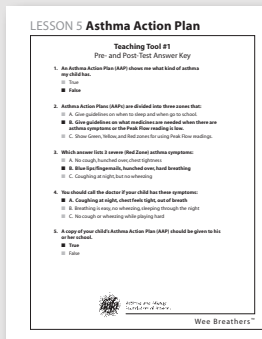 LESSON 5 Asthma Action Plan
Teaching Tool #1
Pre- and Post-Test Answer Key
1. An Asthma Action Plan (AAP) shows me what kind of asthma
my child has.
True
False
2. Asthma Action Plans (AAPs) are divided into three zones that:
A. Give guidelines on when to sleep and when go to school.
B. Give guidelines on what medicines are needed when there are
asthma symptoms or the Peak Flow reading is low.
C. Show Green, Yellow, and Red zones for using Peak Flow readings.
3. Which answer lists 3 severe (Red Zone) asthma symptoms:
A. No cough, hunched over, chest tightness
B. Blue lips/fingernails, hunched over, hard breathing
C. Coughing at night, but no wheezing
4. You should call the doctor if your child has these symptoms:
A. Coughing at night, chest feels tight, out of breath
B. Breathing is easy, no wheezing, sleeping through the night
C. No cough or wheeze while playing hard
5. A copy of your child's Asthma Action Plan (AAP) should be given to his
or her school.
True
False
Asthma and Allergy
Foundation of America
Wee Breathers™